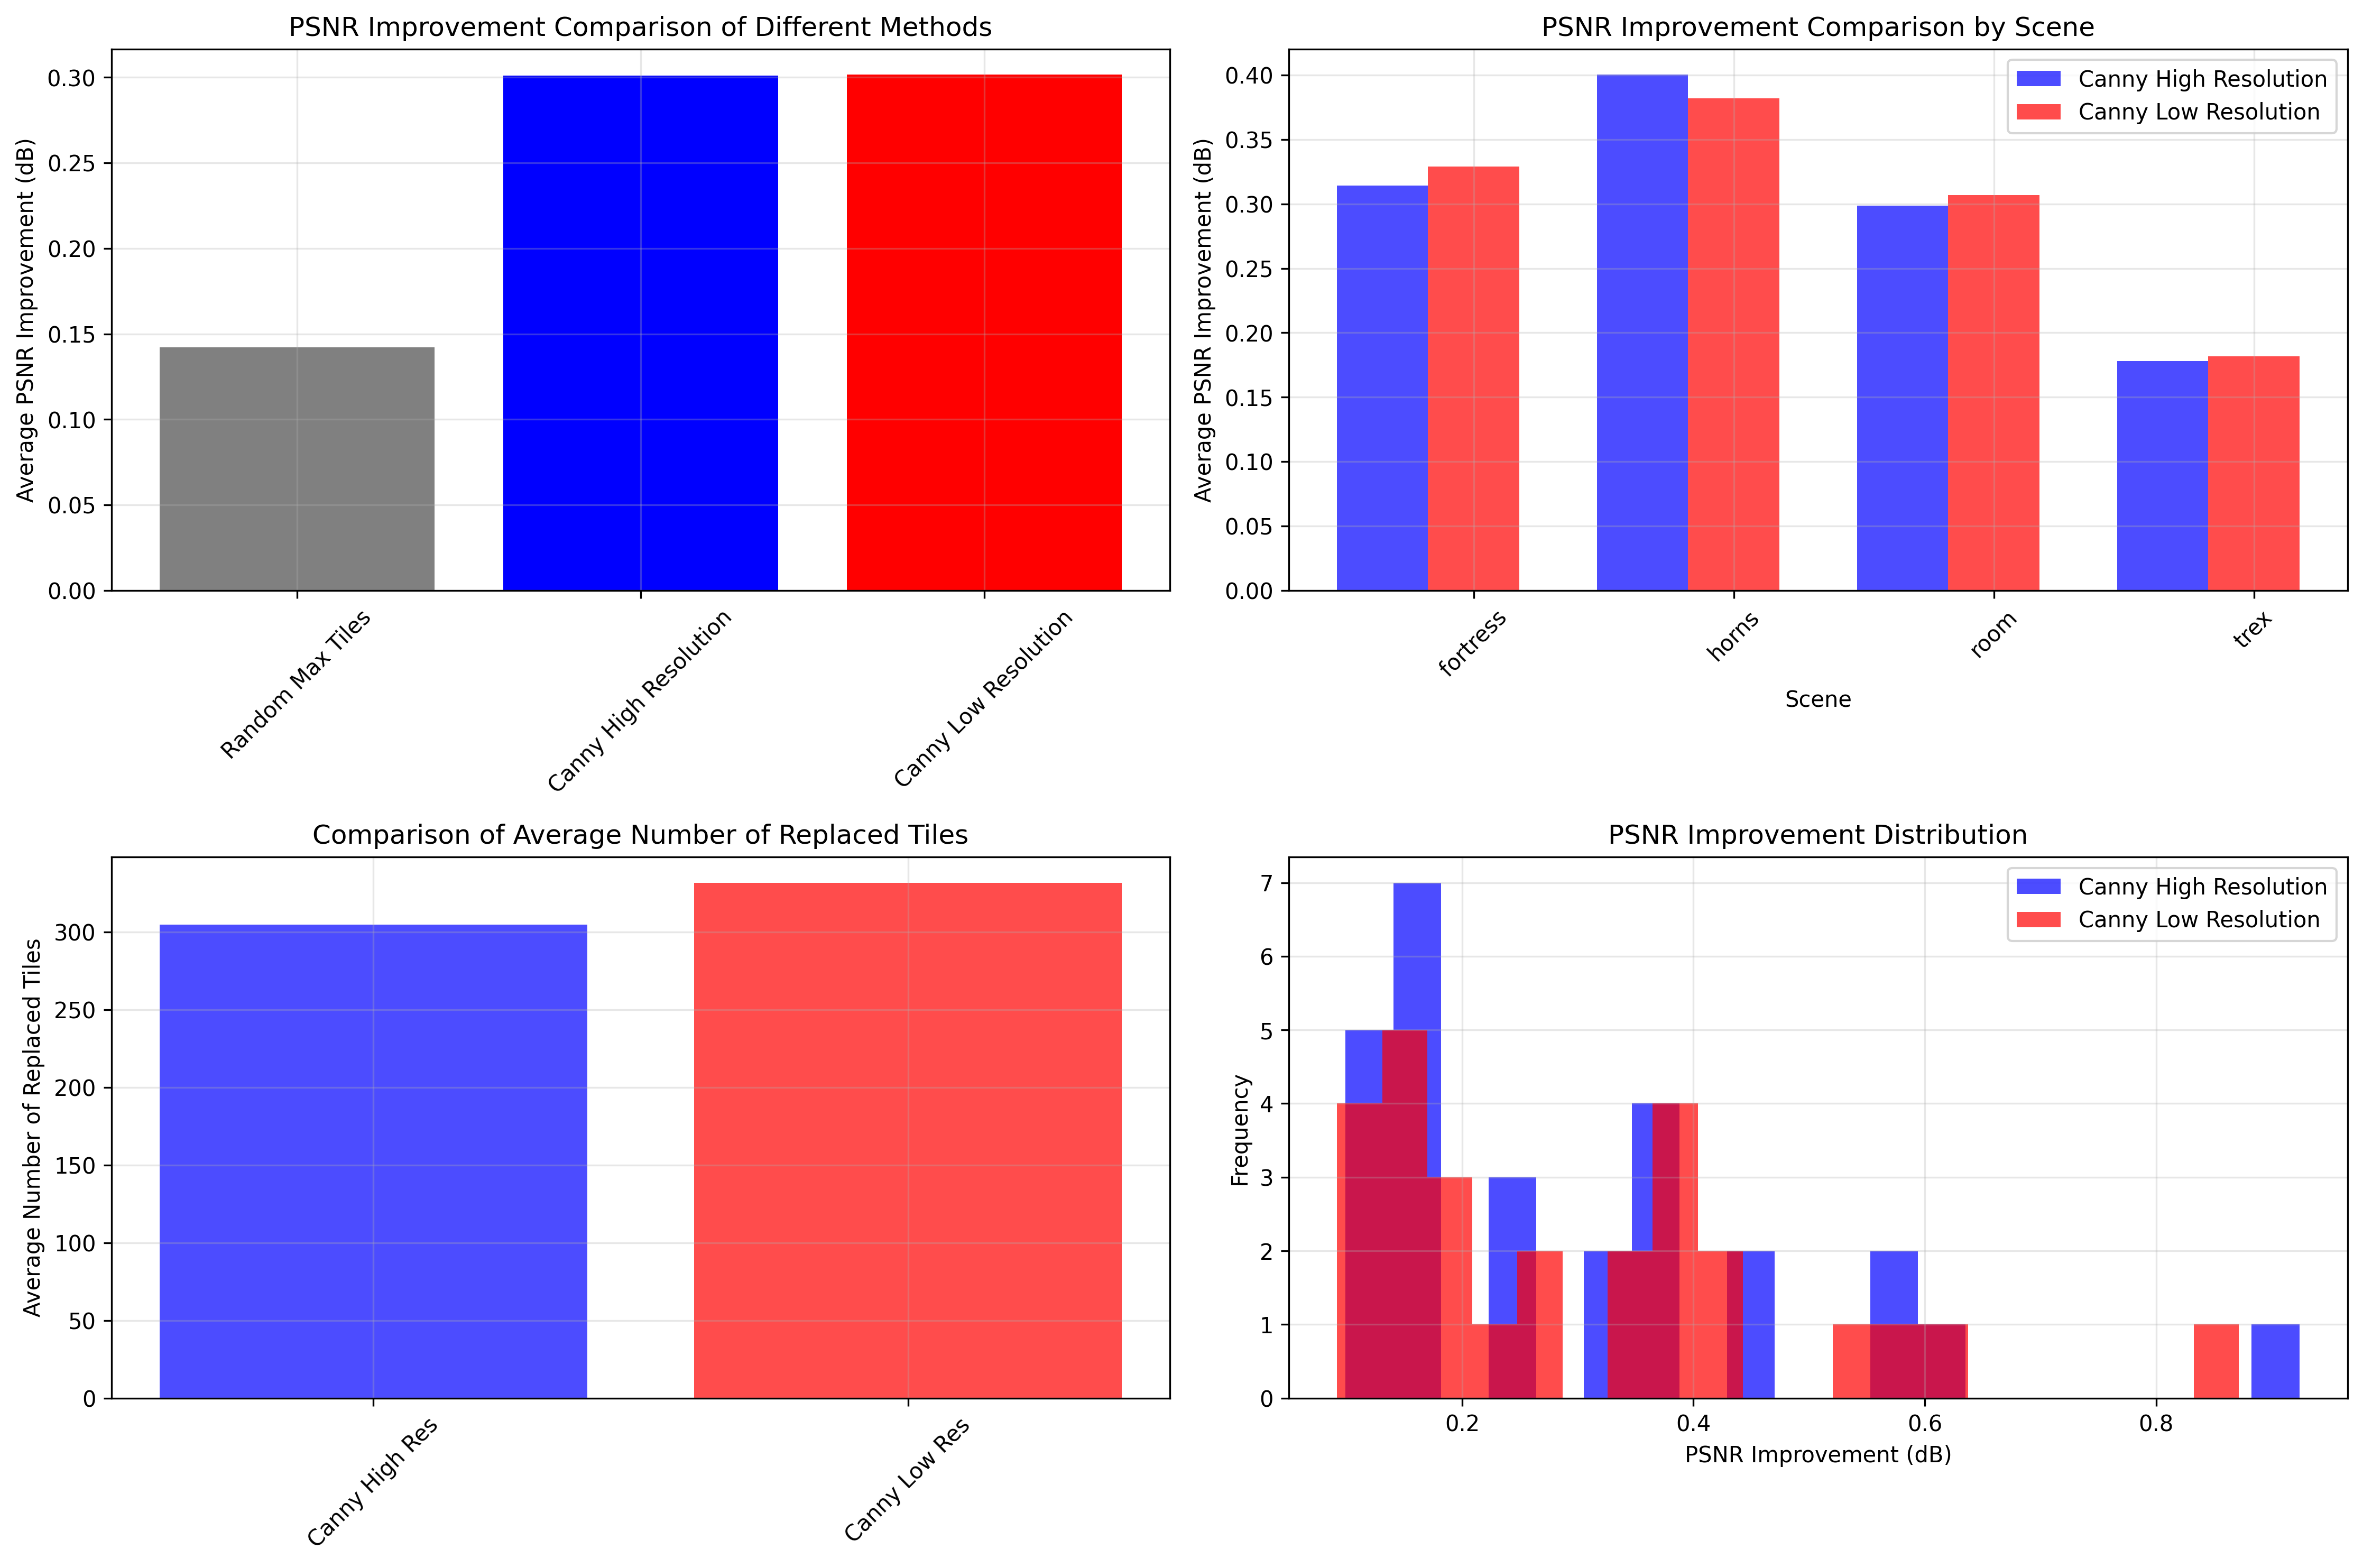 PSNR Improvement Comparison of Different Methods
Average PSNR Improvement (dB)
0.30
0.25
0.20
0.15
0.10
0.05
0.00
Random Max Tiles
Canny High Resolution
Canny Low Resolution
PSNR Improvement Comparison by Scene
Average PSNR Improvement (dB)
0.40
0.35
0.30
0.25
0.20
0.15
0.10
0.05
0.00
Canny High Resolution
Canny Low Resolution
fortress
horns
room
trex
Scene
Comparison of Average Number of Replaced Tiles
Average Number of Replaced Tiles
300
250
200
150
100
50
0
Canny High Res
Canny Low Res
PSNR Improvement Distribution
Frequency
7
6
5
4
3
2
1
0
Canny High Resolution
Canny Low Resolution
0.2
0.4
0.6
0.8
PSNR Improvement (dB)